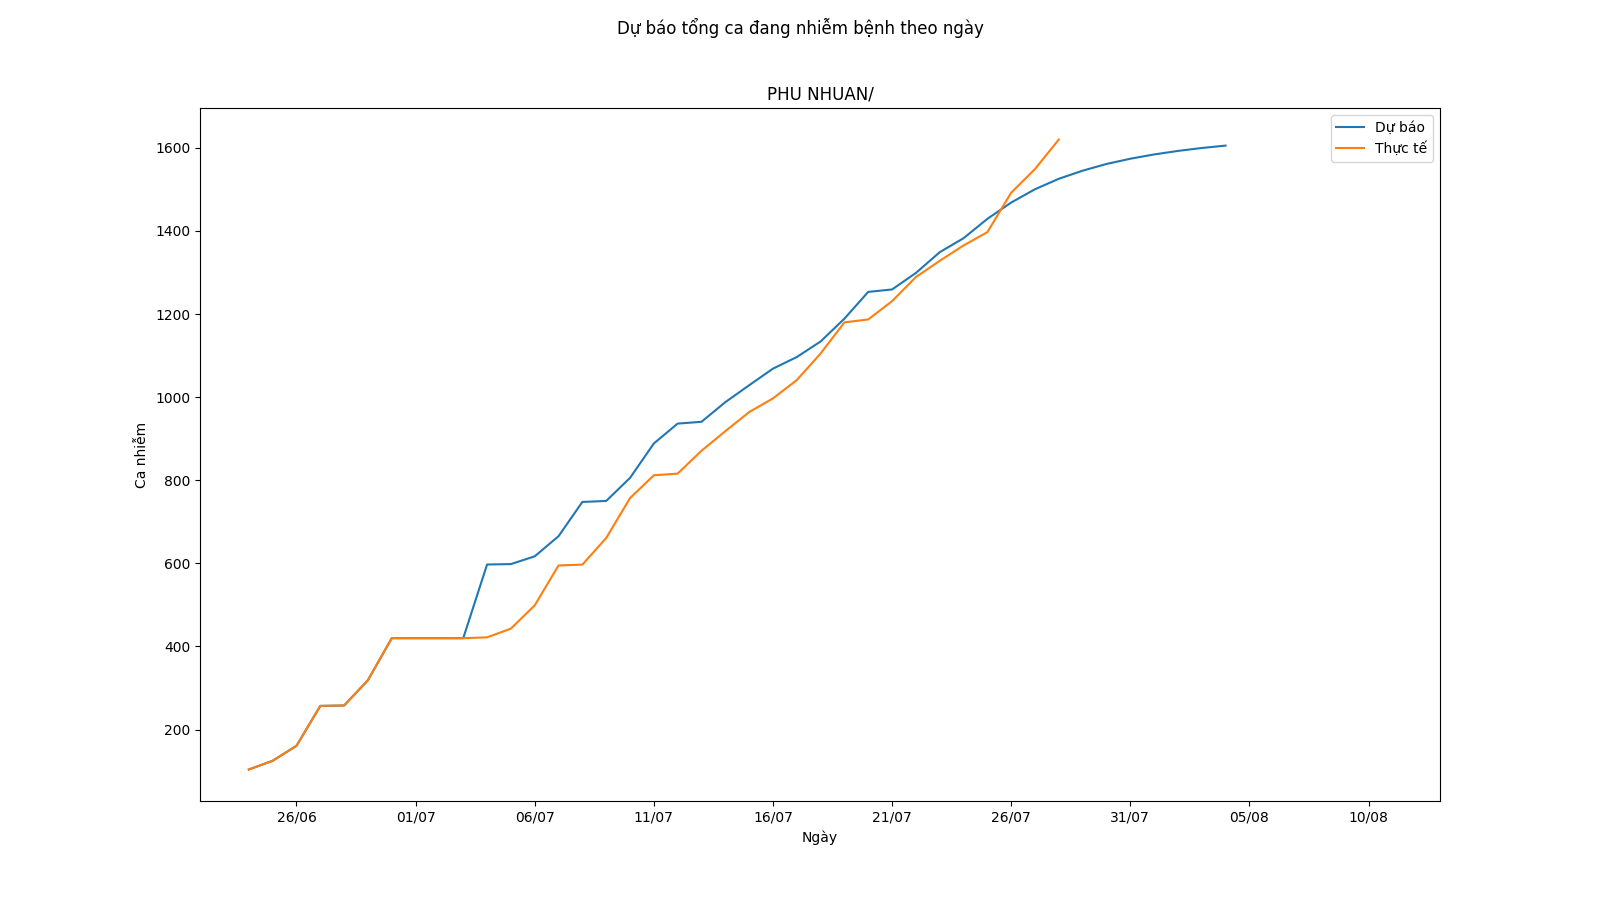 Dự báo tổng ca đang nhiễm bệnh theo ngày
PHU NHUAN/
Dự báo
Thực tế
1600
1400
1200
1000
800
600
400
200
Ca nhiễm
26/06 01/07 06/07 11/07 16/07 21/07 26/07 31/07 05/08 10/08
Ngày